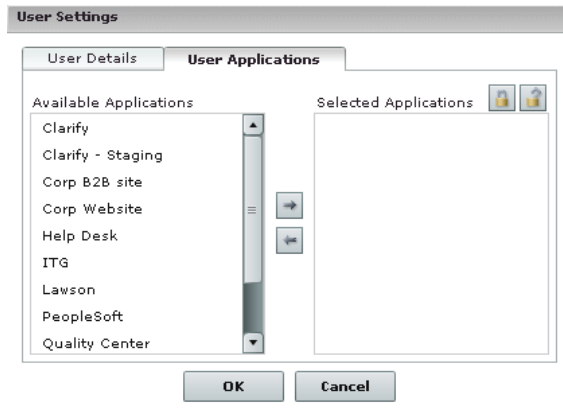 User Settings
User Details
User Applications
Available Applications
Selected Applications
Clarify
Clarify - Staging
Corp B2B site
Corp Website
Help Desk
ITG
Lawson
PeopleSoft
Quality Center
OK
Cancel